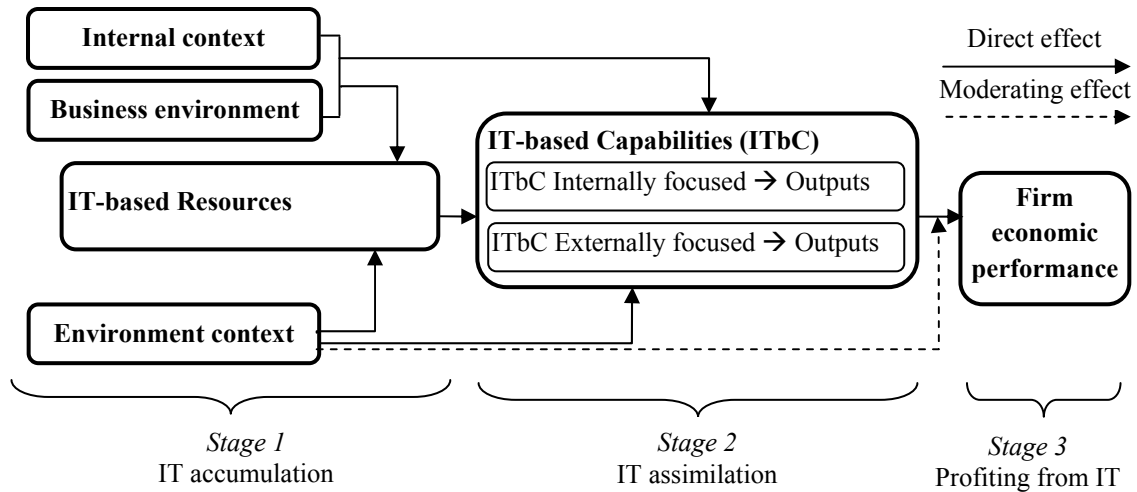 Internal context
Business environment
IT-based Resources
Environment context
IT-based Capabilities (ITbC)
ITbC Internally focused → Outputs
ITbC Externally focused → Outputs
Direct effect
Moderating effect
Firm
economic
performance
Stage 1
IT accumulation
Stage 2
IT assimilation
Stage 3
Profiting from IT